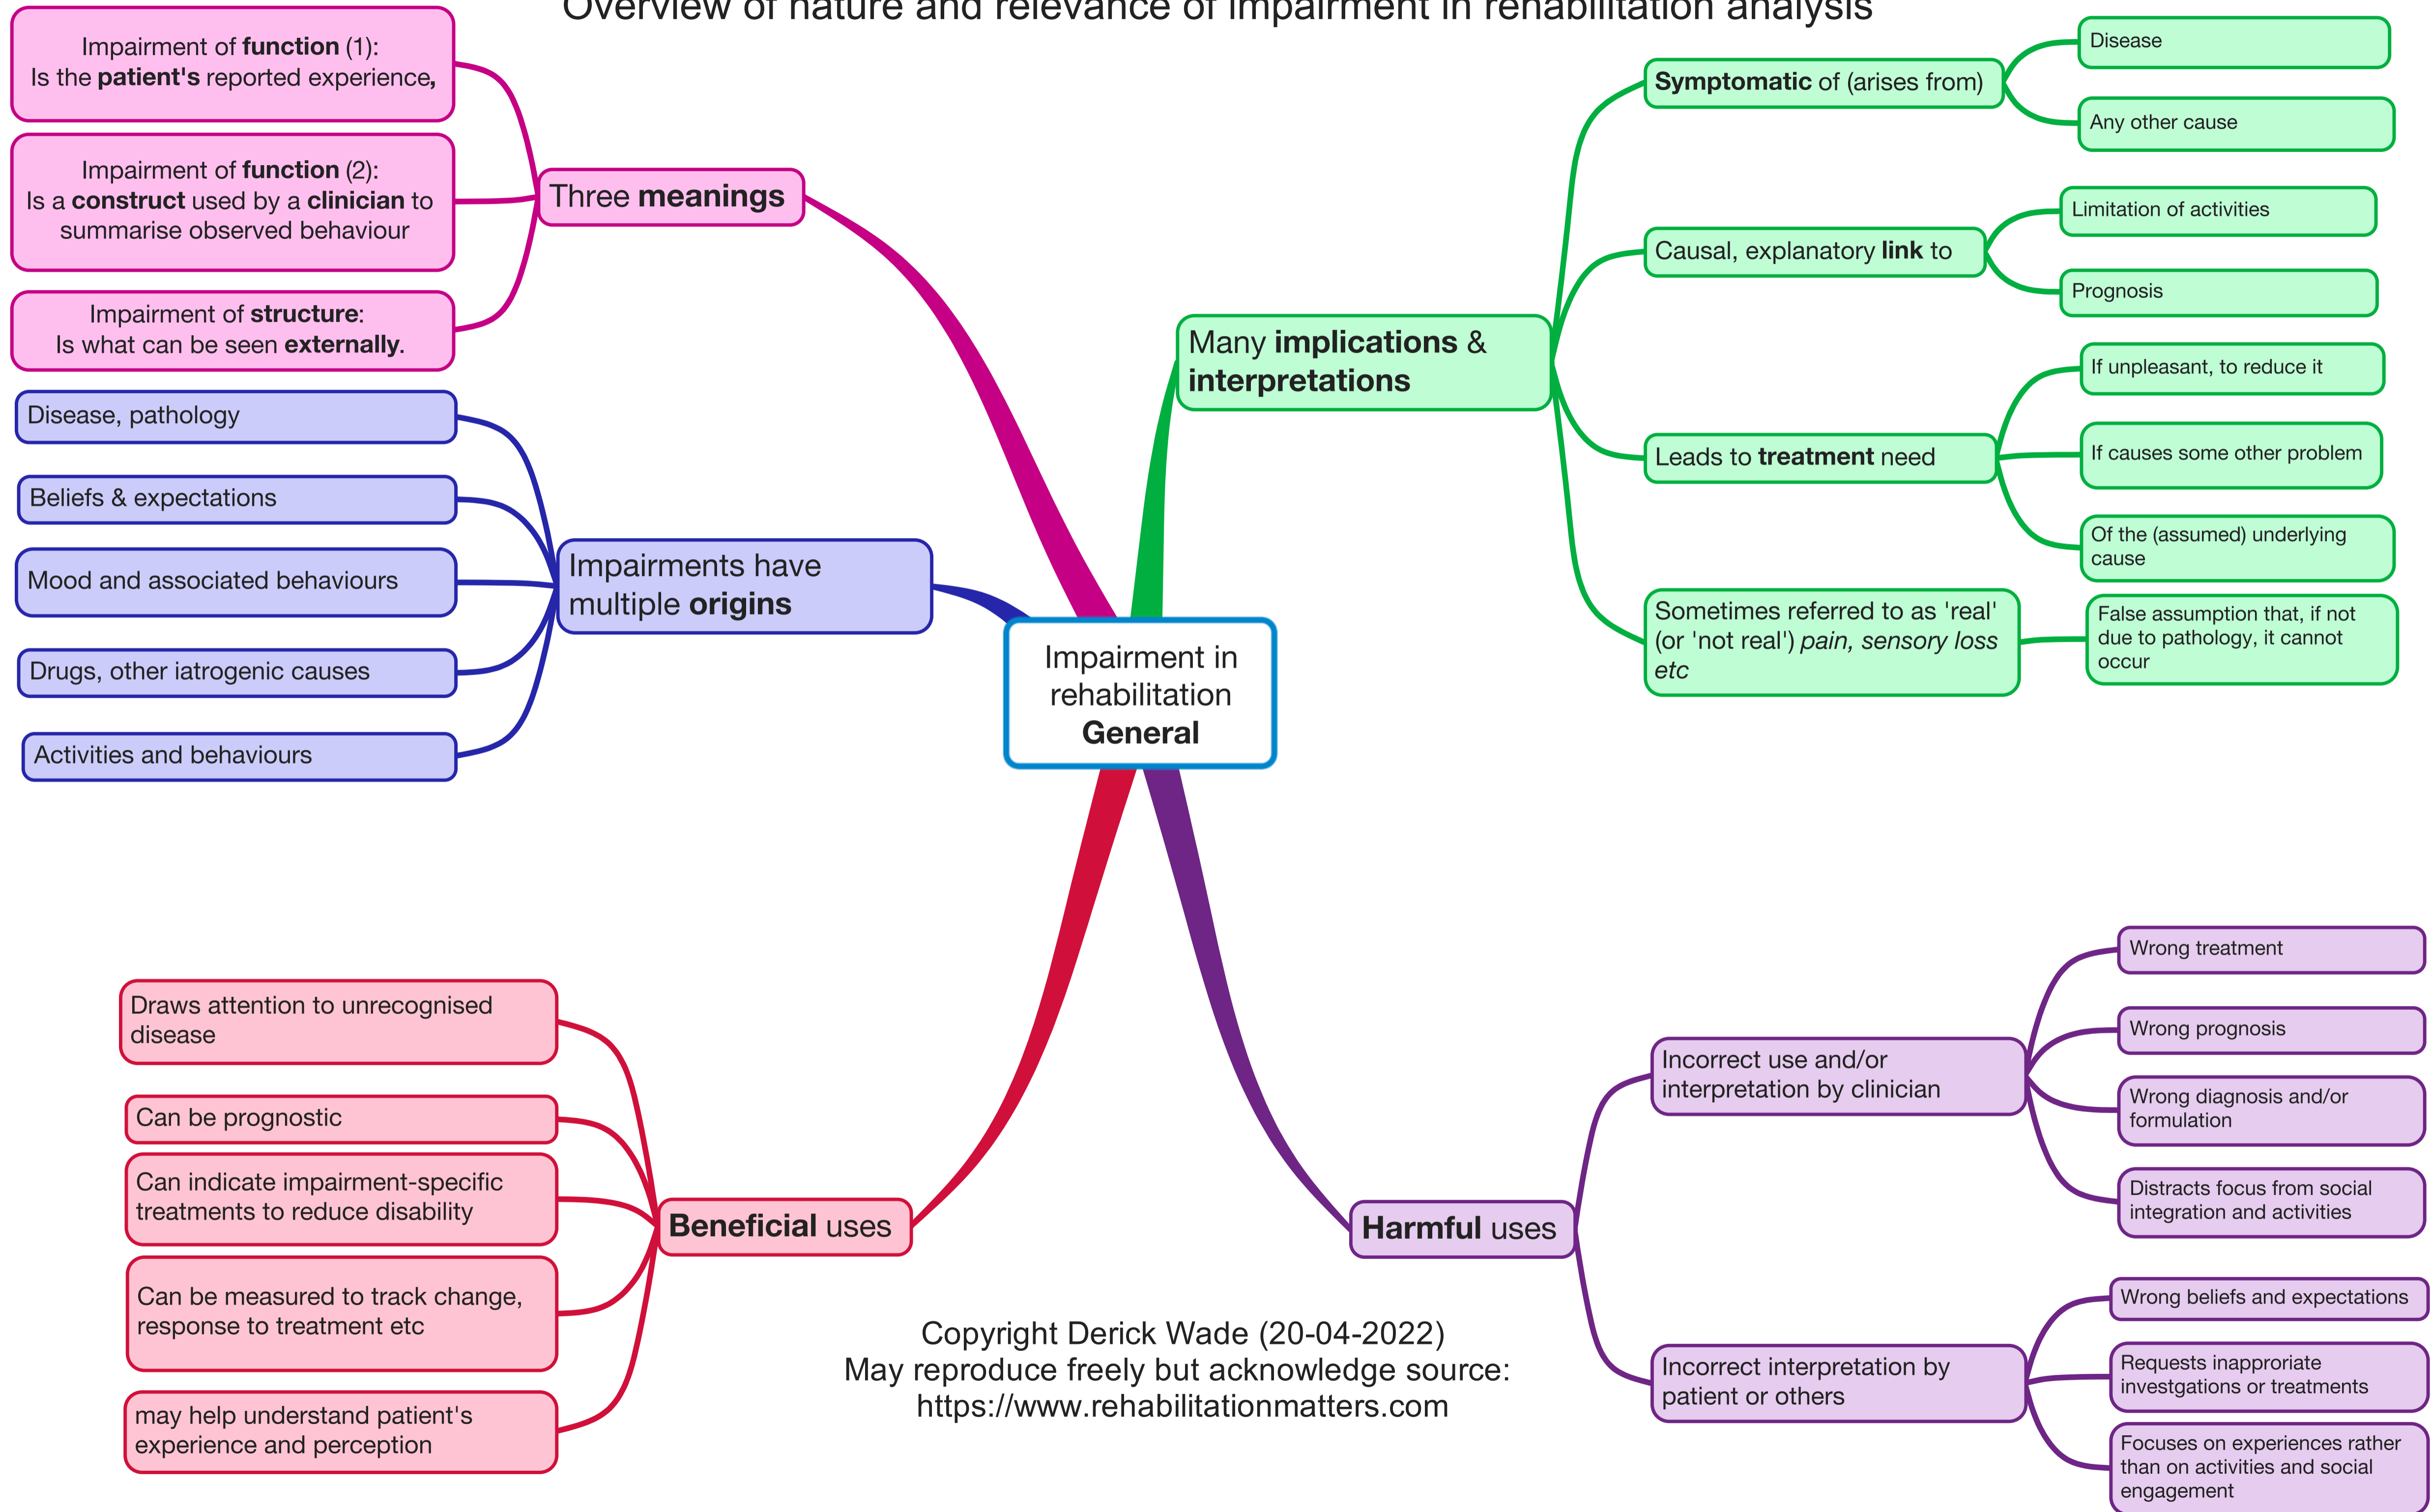 Overview of nature and relevance of impairment in rehabilitation analysis
Impairment of function (1):
Is the patient's reported experience,
Impairment of function (2):
Is a construct used by a clinician to
summarise observed behaviour
Impairment of structure:
Is what can be seen externally.
Three meanings
Disease, pathology
Beliefs & expectations
Mood and associated behaviours
Drugs, other iatrogenic causes
Activities and behaviours
Impairments have
multiple origins
Impairment in
rehabilitation
General
Many implications &
interpretations
Symptomatic of (arises from)
Disease
Any other cause
Causal, explanatory link to
Limitation of activities
Prognosis
Leads to treatment need
If unpleasant, to reduce it
If causes some other problem
Of the (assumed) underlying
cause
Sometimes referred to as 'real'
(or 'not real') pain, sensory loss
etc
False assumption that, if not
due to pathology, it cannot
occur
Draws attention to unrecognised
disease
Can be prognostic
Can indicate impairment-specific
treatments to reduce disability
Can be measured to track change,
response to treatment etc
may help understand patient's
experience and perception
Beneficial uses
Harmful uses
Incorrect use and/or
interpretation by clinician
Wrong treatment
Wrong prognosis
Wrong diagnosis and/or
formulation
Distracts focus from social
integration and activities
Incorrect interpretation by
patient or others
Wrong beliefs and expectations
Requests inapproriate
investgations or treatments
Focuses on experiences rather
than on activities and social
engagement
Copyright Derick Wade (20-04-2022)
May reproduce freely but acknowledge source:
https://www.rehabilitationmatters.com